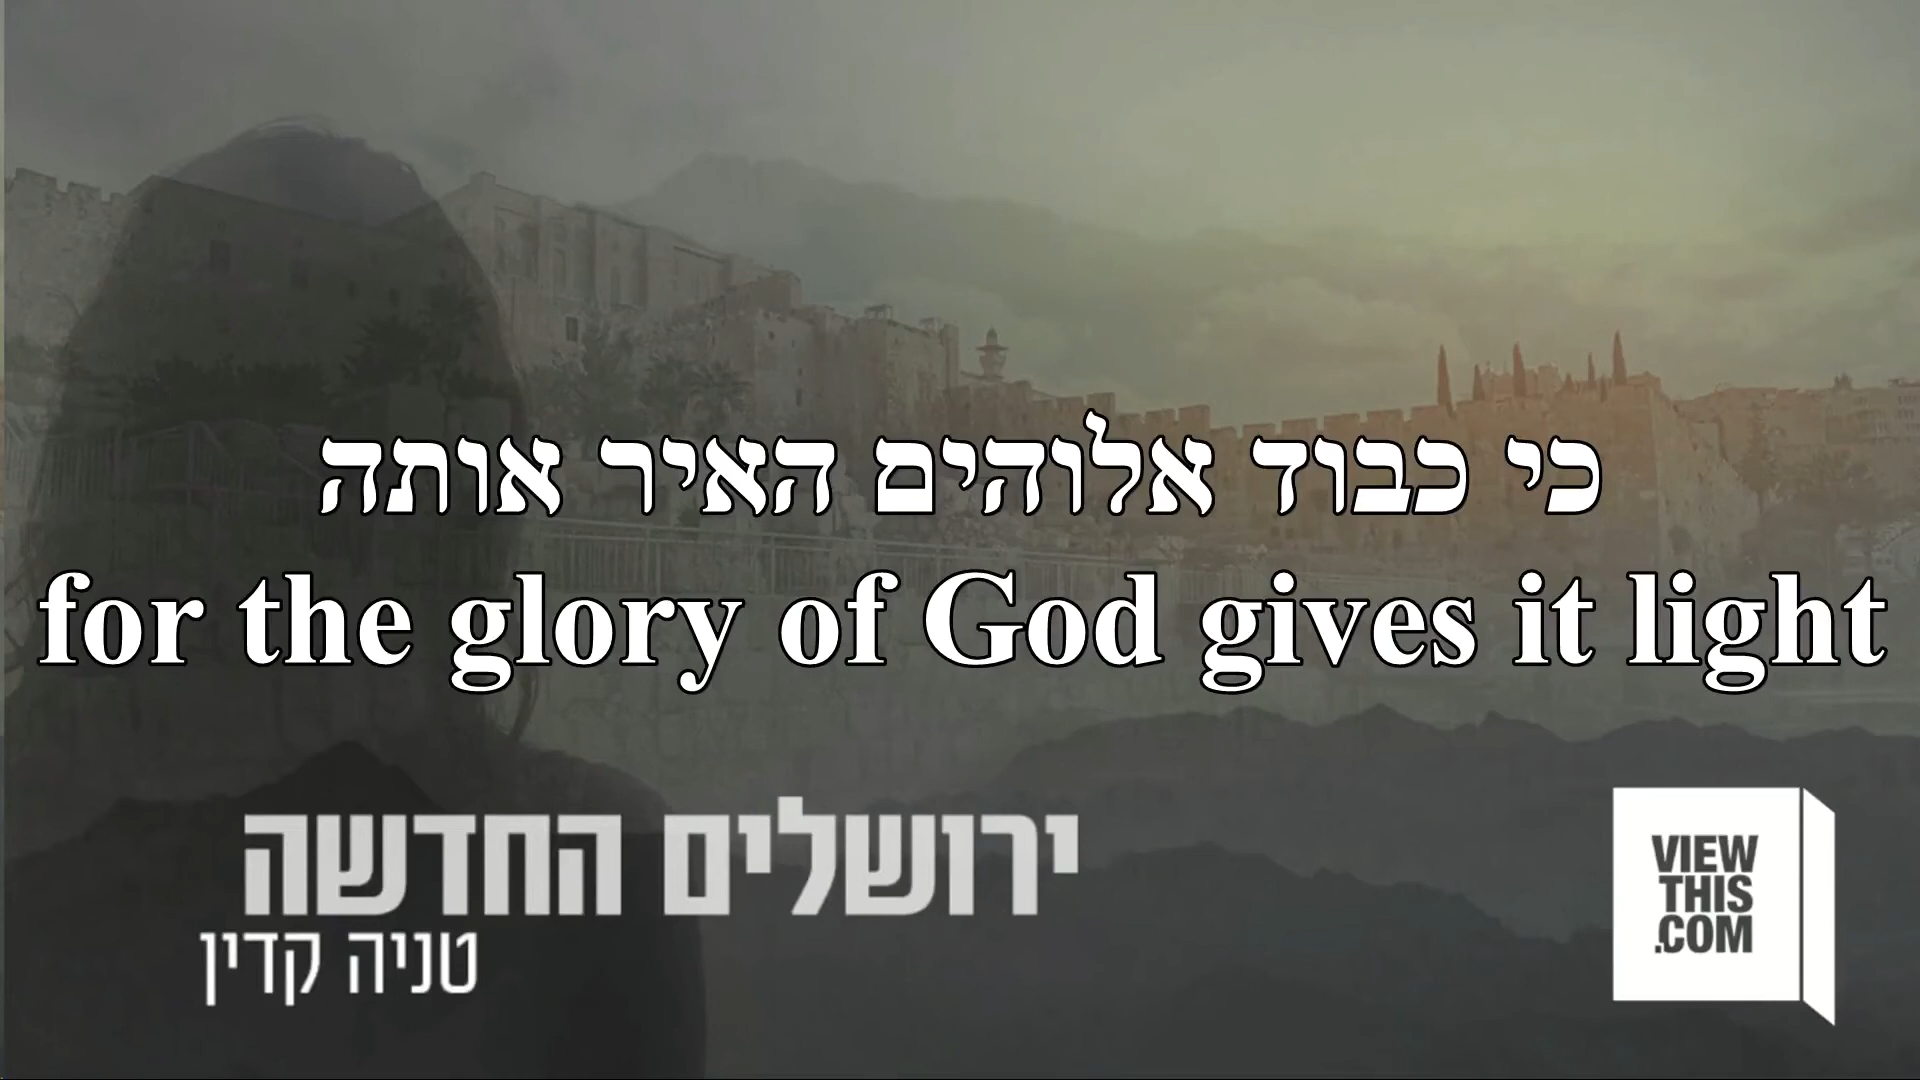 כי כבוד אלוהים האיר אותה
for the glory of God gives it light
ירושלים החדשה
טניה קדין
VIEW
THIS
.COM